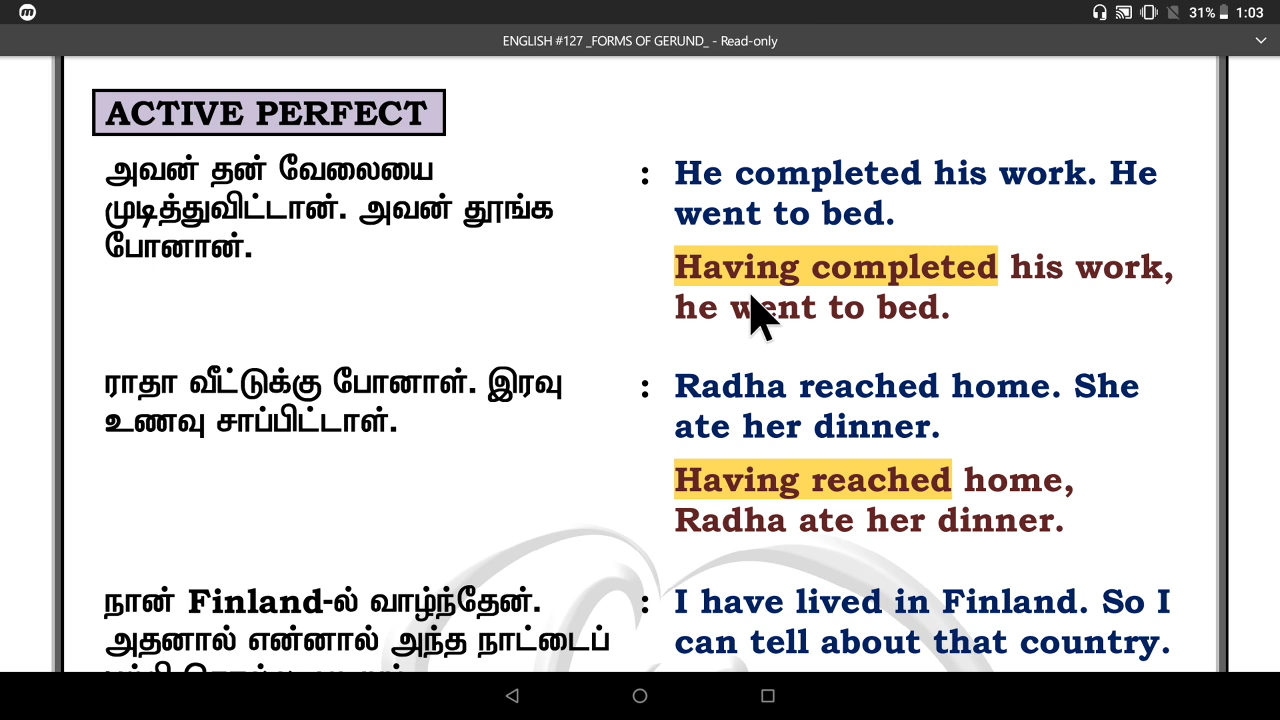 31% 1:03
ENGLISH #127 _FORMS OF GERUND_ - Read-only
ACTIVE PERFECT
அவன் தன் வேலையை
முடித்துவிட்டான். அவன் தூங்க
போனான்.
: He completed his work. He
went to bed.
Having completed his work,
he went to bed.
ராதா வீட்டுக்கு போனாள். இரவு
உணவு சாப்பிட்டாள்.
: Radha reached home. She
ate her dinner.
Having reached home,
Radha ate her dinner.
நான் Finland-ல் வாழ்ந்தேன்.
அதனால் என்னால் அந்த நாட்டைப்
: I have lived in Finland. So I
can tell about that country.